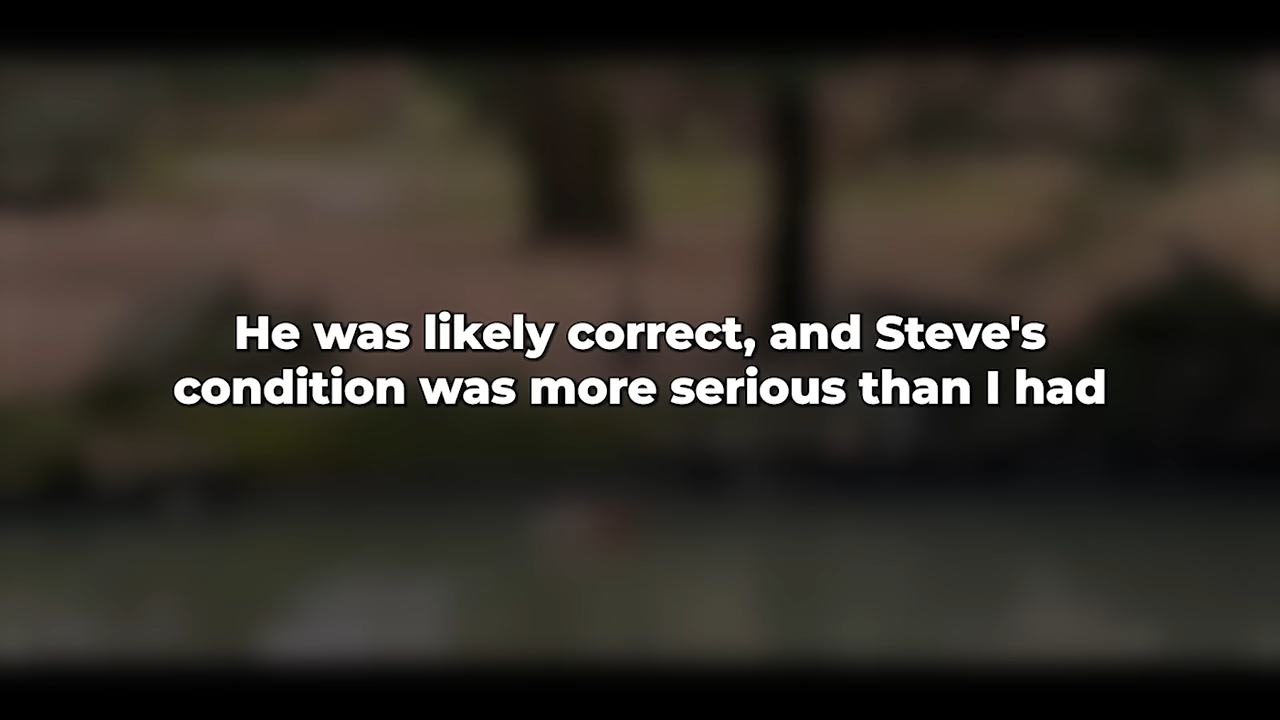 He was likely correct, and Steve's
condition was more serious than I had